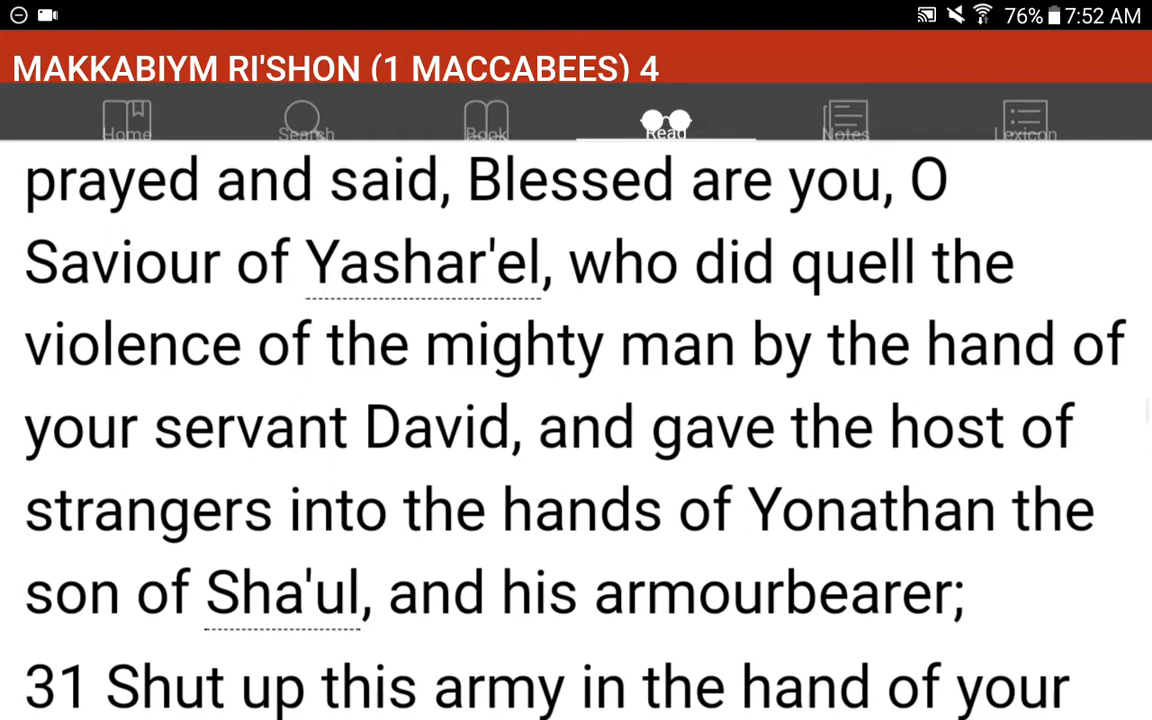 76% 7:52 AM
MAKKABIYM RI'SHON (1 MACCABEES) 4
Home Search Book Read Notes Lexicon
prayed and said, Blessed are you, O
Saviour of Yashar'el, who did quell the
violence of the mighty man by the hand of
your servant David, and gave the host of
strangers into the hands of Yonathan the
son of Sha'ul, and his armourbearer;
31 Shut up this army in the hand of your